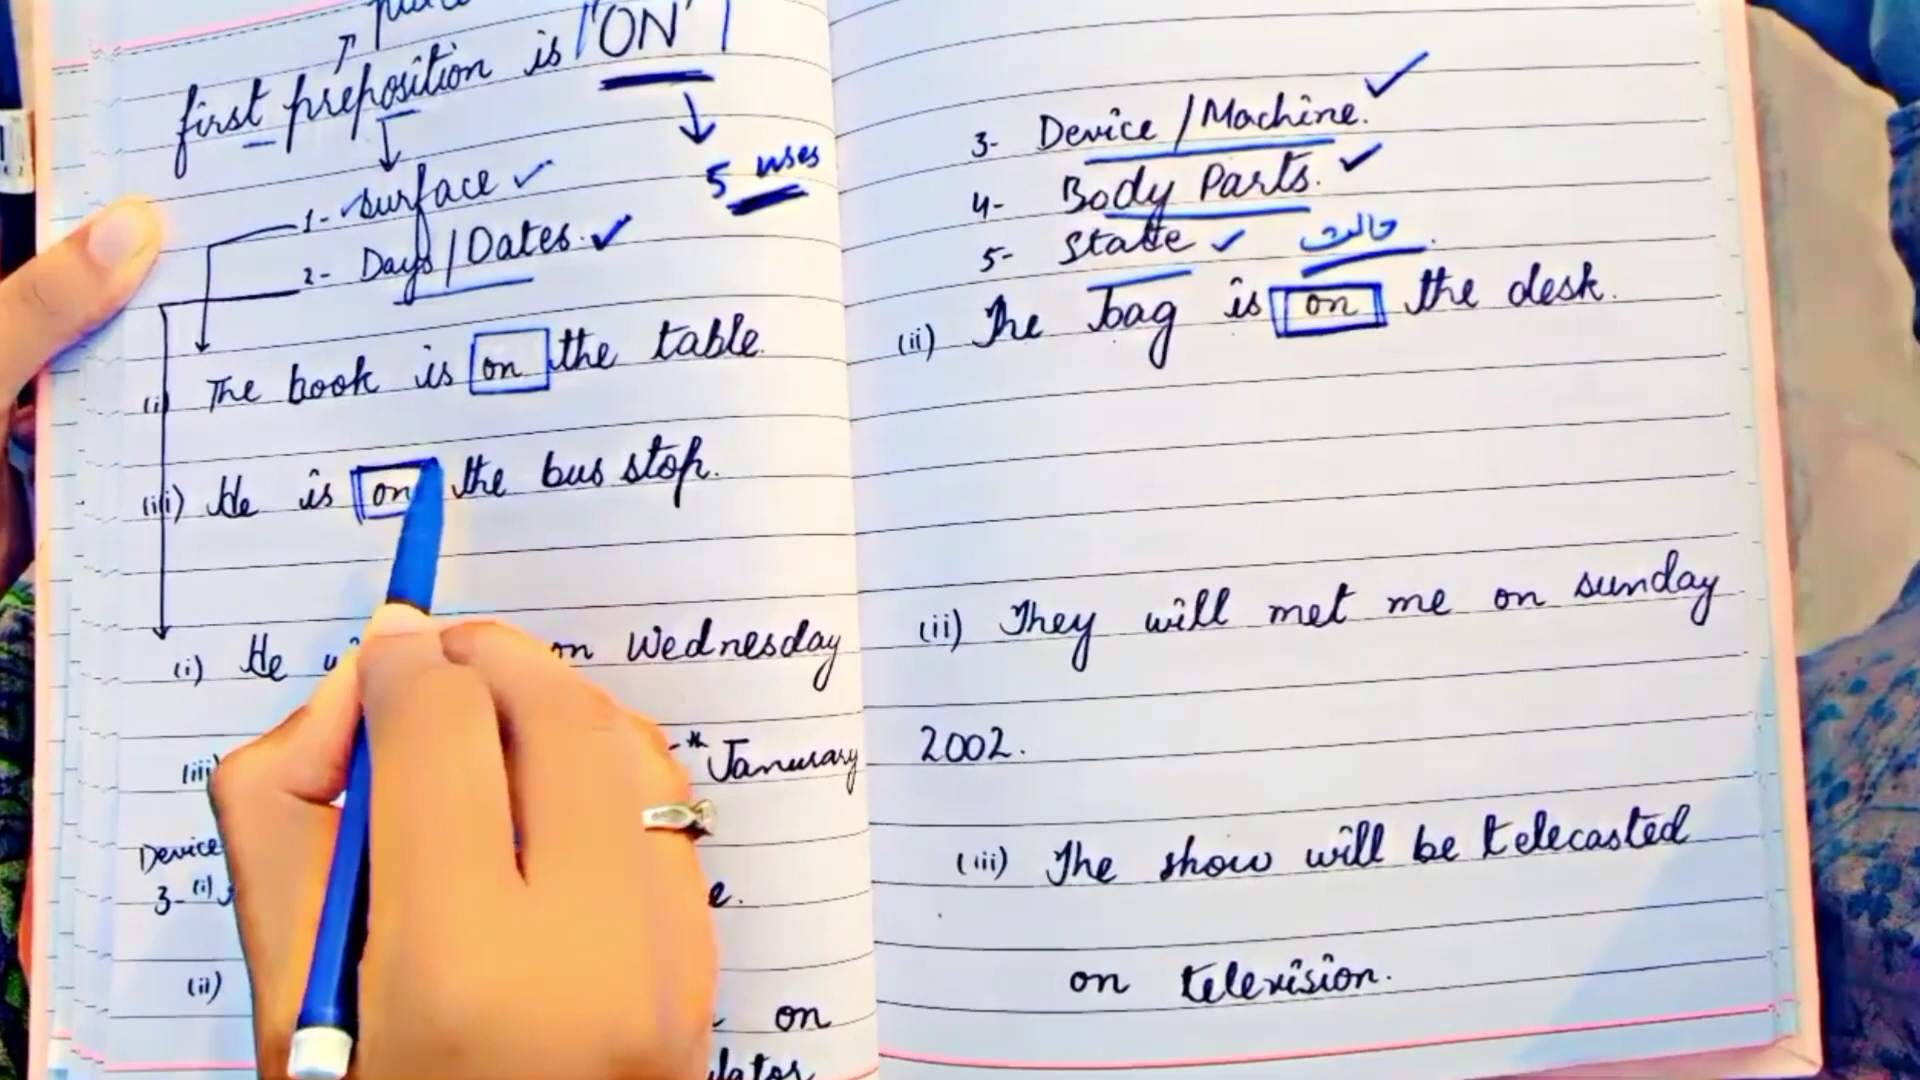 first preposition is "ON"
5 uses
1- surface
2- Days/Dates.
(i) The book is on the table.
(iii) He is on the bus stop.
(i) He on Wednesday
(iii) th January
Device
3-(i)
(ii)
on
3- Device/Machine.
4- Body Parts.
5- State حالت
(ii) The bag is on the desk.
(ii) They will met me on sunday
2002.
(iii) The show will be telecasted
on television.